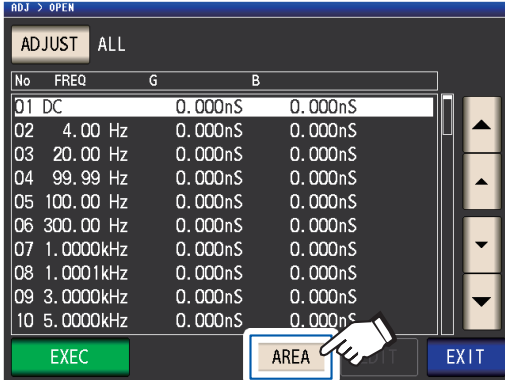 ADJ > OPEN
ADJUST ALL
No FREQ G B
01 DC 0.000nS 0.000nS
02 4.00 Hz 0.000nS 0.000nS
03 20.00 Hz 0.000nS 0.000nS
04 99.99 Hz 0.000nS 0.000nS
05 100.00 Hz 0.000nS 0.000nS
06 300.00 Hz 0.000nS 0.000nS
07 1.0000kHz 0.000nS 0.000nS
08 1.0001kHz 0.000nS 0.000nS
09 3.0000kHz 0.000nS 0.000nS
10 5.0000kHz 0.000nS 0.000nS
EXEC AREA EXIT